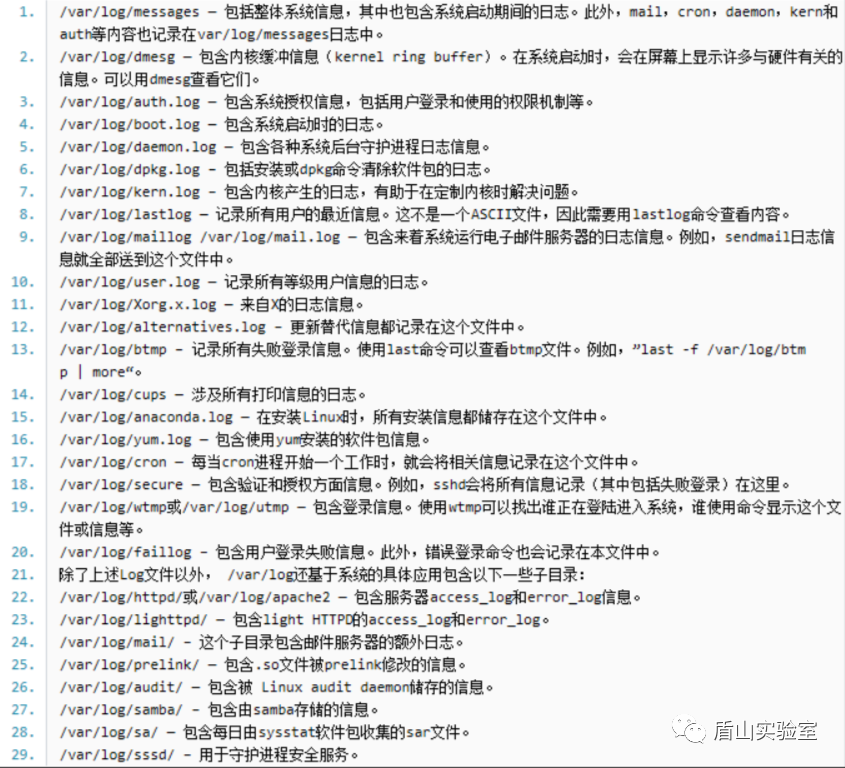 1. /var/log/messages — 包括整体系统信息，其中也包含系统启动期间的日志。此外，mail，cron，daemon，kern和
auth等内容也记录在var/log/messages日志中。
2. /var/log/dmesg — 包含内核缓冲信息（kernel ring buffer）。在系统启动时，会在屏幕上显示许多与硬件有关的
信息。可以用dmesg查看它们。
3. /var/log/auth.log — 包含系统授权信息，包括用户登录和使用的权限机制等。
4. /var/log/boot.log — 包含系统启动时的日志。
5. /var/log/daemon.log — 包含各种系统后台守护进程日志信息。
6. /var/log/dpkg.log - 包括安装或dpkg命令清除软件包的日志。
7. /var/log/kern.log - 包含内核产生的日志，有助于在定制内核时解决问题。
8. /var/log/lastlog — 记录所有用户的最近信息。这不是一个ASCII文件，因此需要用lastlog命令查看内容。
9. /var/log/maillog /var/log/mail.log — 包含来着系统运行电子邮件服务器的日志信息。例如，sendmail日志信
息就全部送到这个文件中。
10. /var/log/user.log — 记录所有等级用户信息的日志。
11. /var/log/Xorg.x.log — 来自X的日志信息。
12. /var/log/alternatives.log - 更新替代信息都记录在这个文件中。
13. /var/log/btmp - 记录所有失败登录信息。使用last命令可以查看btmp文件。例如，”last -f /var/log/btm
p | more“。
14. /var/log/cups — 涉及所有打印信息的日志。
15. /var/log/anaconda.log — 在安装Linux时，所有安装信息都储存在这个文件中。
16. /var/log/yum.log — 包含使用yum安装的软件包信息。
17. /var/log/cron — 每当cron进程开始一个工作时，就会将相关信息记录在这个文件中。
18. /var/log/secure — 包含验证和授权方面信息。例如，sshd会将所有信息记录（其中包括失败登录）在这里。
19. /var/log/wtmp或/var/log/utmp — 包含登录信息。使用wtmp可以找出谁正在登陆进入系统，谁使用命令显示这个文
件或信息等。
20. /var/log/faillog - 包含用户登录失败信息。此外，错误登录命令也会记录在本文件中。
21. 除了上述Log文件以外， /var/log还基于系统的具体应用包含以下一些子目录：
22. /var/log/httpd/或/var/log/apache2 — 包含服务器access_log和error_log信息。
23. /var/log/lighttpd/ — 包含light HTTPD的access_log和error_log。
24. /var/log/mail/ - 这个子目录包含邮件服务器的额外日志。
25. /var/log/prelink/ — 包含.so文件被prelink修改的信息。
26. /var/log/audit/ — 包含被 Linux audit daemon储存的信息。
27. /var/log/samba/ - 包含由samba存储的信息。
28. /var/log/sa/ — 包含每日由sysstat软件包收集的sar文件。
29. /var/log/sssd/ - 用于守护进程安全服务。
盾山实验室